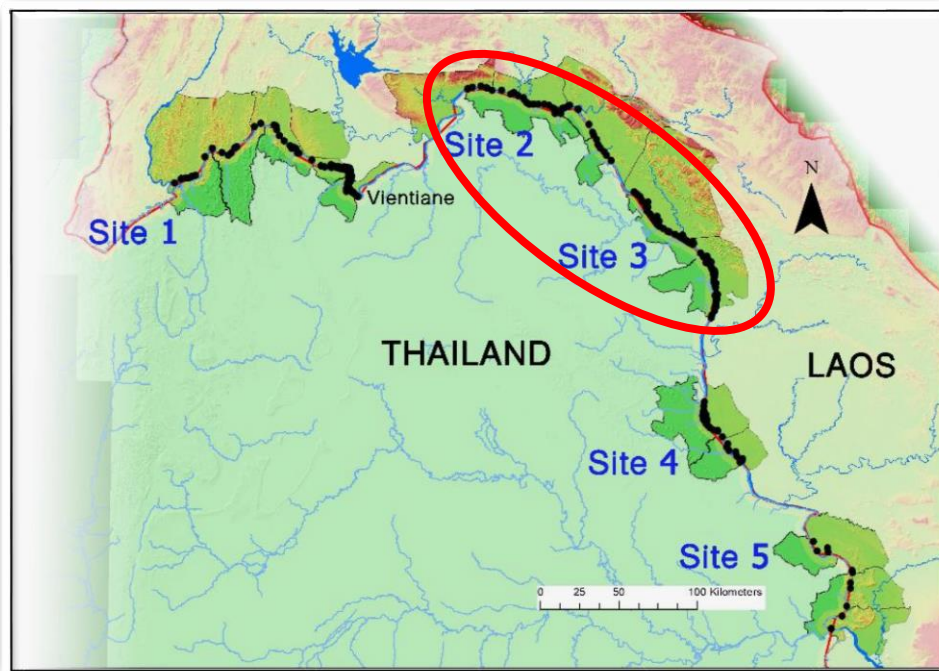 Site 2
N
Vientiane
Site 1
Site 3
THAILAND
LAOS
Site 4
Site 5
0 25 50 100 Kilometers